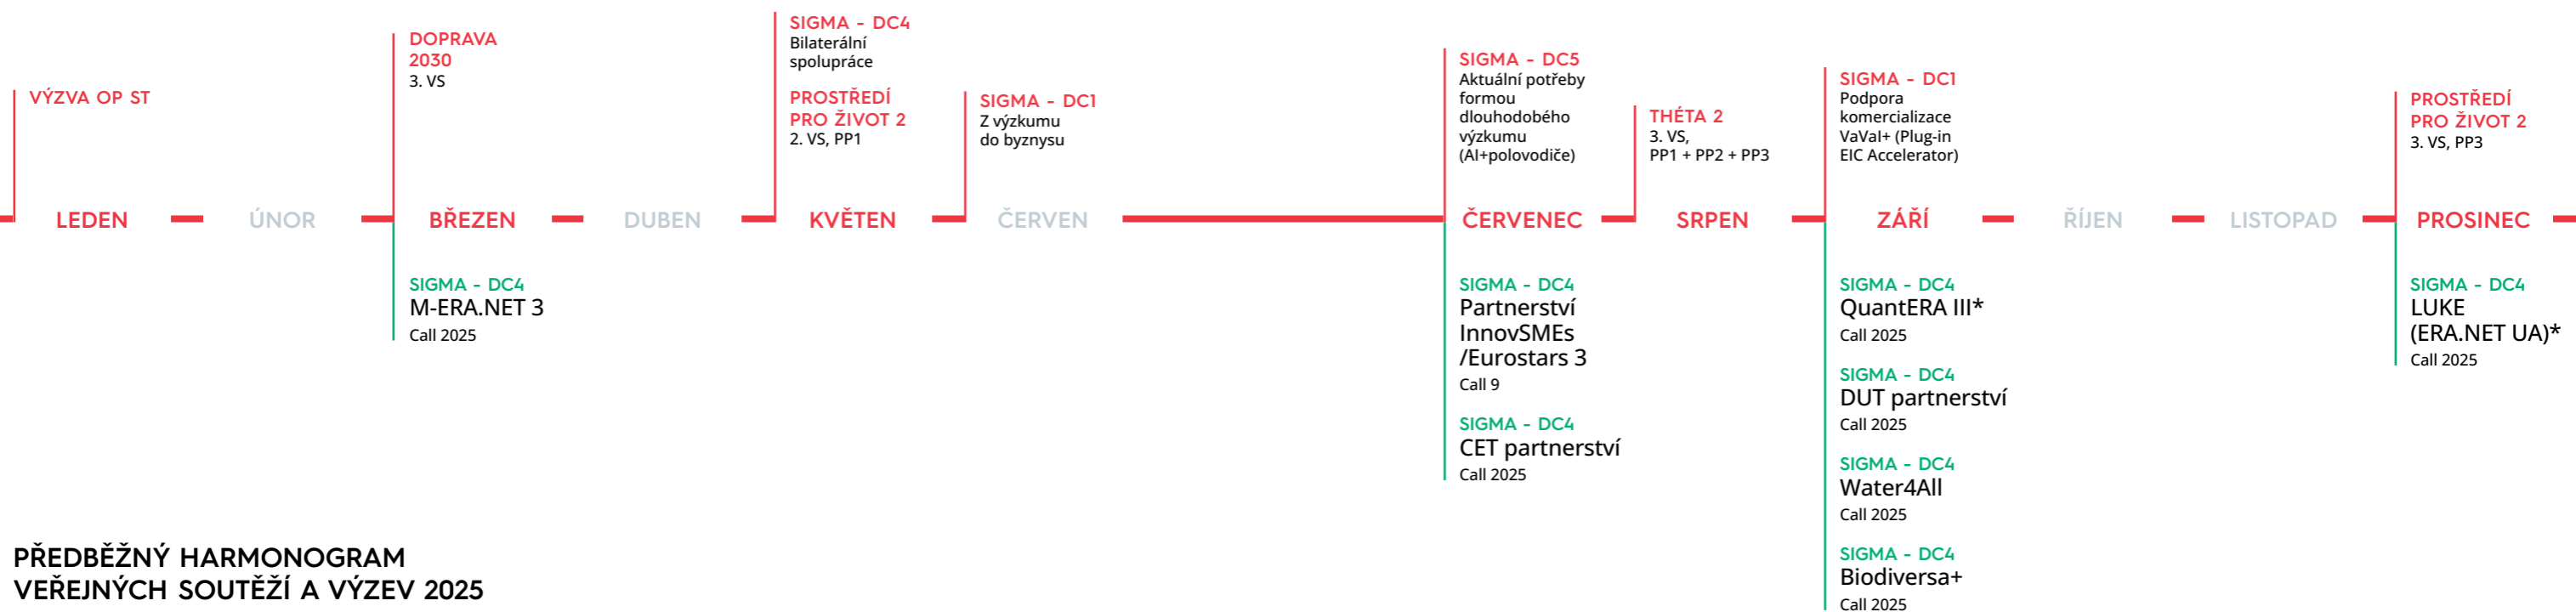 VÝZVA OP ST
DOPRAVA
2030
3. VS
SIGMA - DC4
Bilaterální
spolupráce
PROSTŘEDÍ
PRO ŽIVOT 2
2. VS, PP1
SIGMA - DC1
Z výzkumu
do byznysu
SIGMA - DC5
Aktuální potřeby
formou
dlouhodobého
výzkumu
(AI+polovodiče)
THÉTA 2
3. VS,
PP1 + PP2 + PP3
SIGMA - DC1
Podpora
komercializace
VaVaI+ (Plug-in
EIC Accelerator)
PROSTŘEDÍ
PRO ŽIVOT 2
3. VS, PP3
LEDEN
ÚNOR
BŘEZEN
DUBEN
KVĚTEN
ČERVEN
ČERVENEC
SRPEN
ZÁŘÍ
ŘÍJEN
LISTOPAD
PROSINEC
SIGMA - DC4
M-ERA.NET 3
Call 2025
SIGMA - DC4
Partnerství
InnovSMEs
/Eurostars 3
Call 9
SIGMA - DC4
CET partnerství
Call 2025
SIGMA - DC4
QuantERA III*
Call 2025
SIGMA - DC4
DUT partnerství
Call 2025
SIGMA - DC4
Water4All
Call 2025
SIGMA - DC4
Biodiversa+
Call 2025
SIGMA - DC4
LUKE
(ERA.NET UA)*
Call 2025
PŘEDBĚŽNÝ HARMONOGRAM
VEŘEJNÝCH SOUTĚŽÍ A VÝZEV 2025